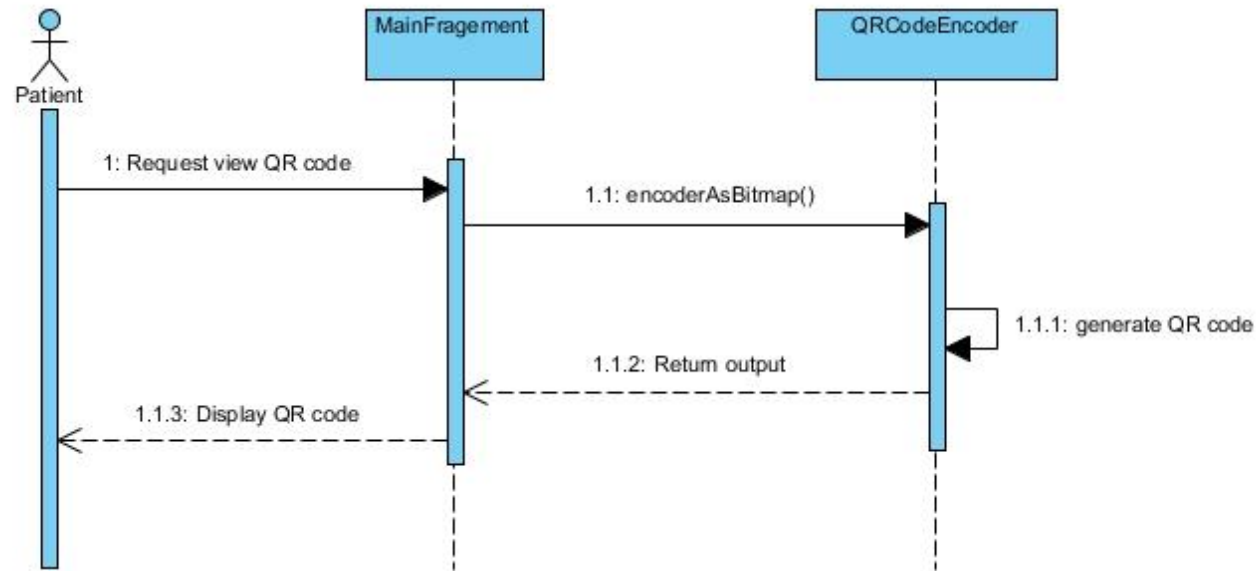 MainFragement
QRCodeEncoder
Patient
1: Request view QR code
1.1: encoderAsBitmap()
1.1.1: generate QR code
1.1.2: Return output
1.1.3: Display QR code